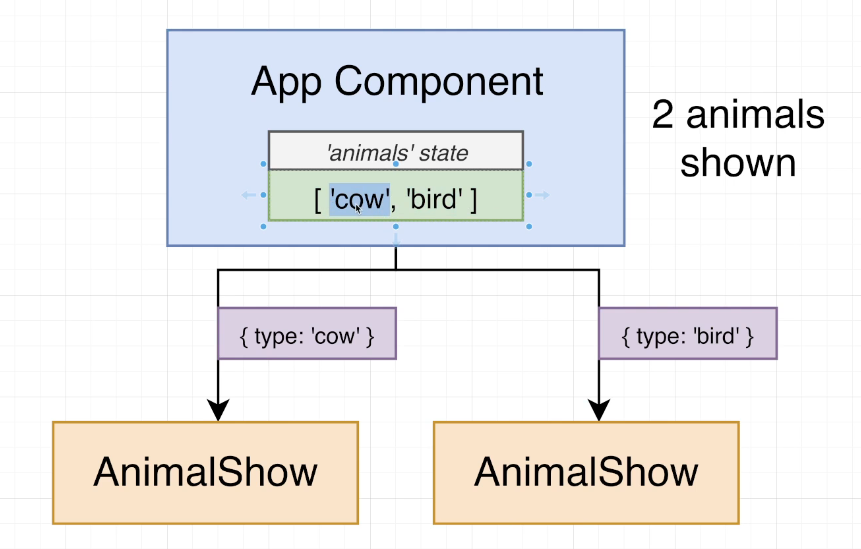 App Component
2 animals
shown
'animals' state
[ 'cow', 'bird' ]
{ type: 'cow' }
{ type: 'bird' }
AnimalShow
AnimalShow